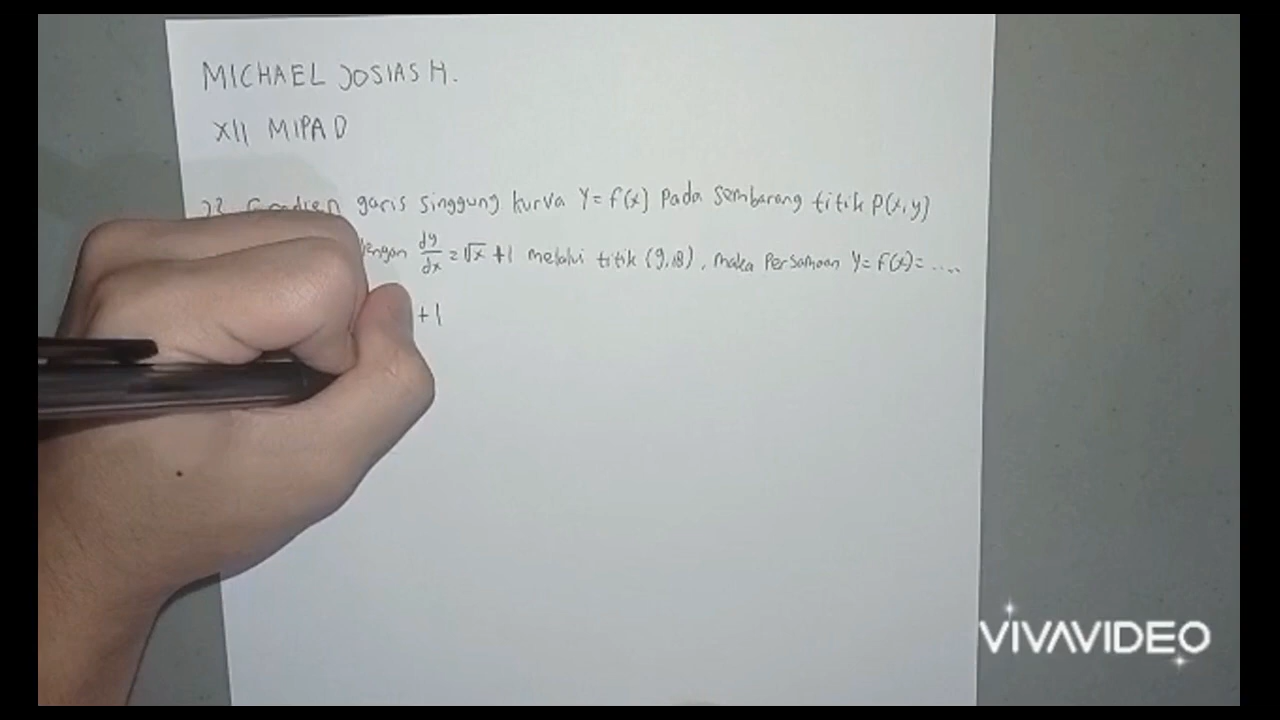 MICHAEL JOSIAS H.
XII MIPA D
garis singgung kurva Y = f(x) pada sembarang titik P(x,y)
dengan dy/dx = √x + 1 melalui titik (9,18), maka Persamaan Y = f(x) = ....
+ 1
VIVAVIDEO